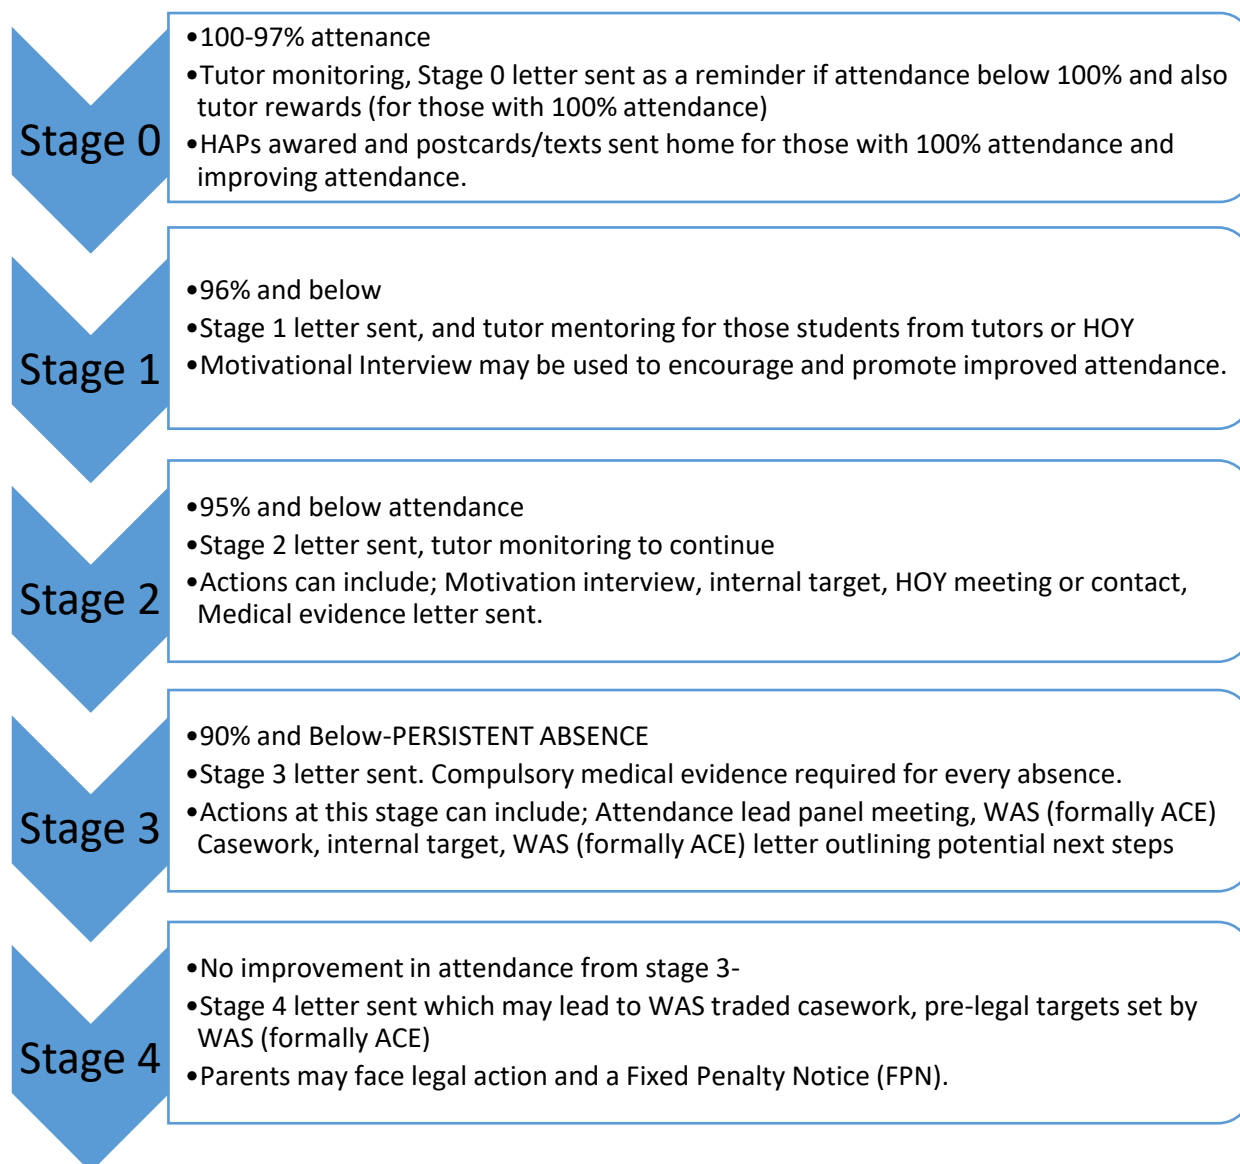 Stage 0
•100-97% attenance
•Tutor monitoring, Stage 0 letter sent as a reminder if attendance below 100% and also
tutor rewards (for those with 100% attendance)
•HAPs awared and postcards/texts sent home for those with 100% attendance and
improving attendance.
Stage 1
•96% and below
•Stage 1 letter sent, and tutor mentoring for those students from tutors or HOY
•Motivational Interview may be used to encourage and promote improved attendance.
Stage 2
•95% and below attendance
•Stage 2 letter sent, tutor monitoring to continue
•Actions can include; Motivation interview, internal target, HOY meeting or contact,
Medical evidence letter sent.
Stage 3
•90% and Below-PERSISTENT ABSENCE
•Stage 3 letter sent. Compulsory medical evidence required for every absence.
•Actions at this stage can include; Attendance lead panel meeting, WAS (formally ACE)
Casework, internal target, WAS (formally ACE) letter outlining potential next steps
Stage 4
•No improvement in attendance from stage 3-
•Stage 4 letter sent which may lead to WAS traded casework, pre-legal targets set by
WAS (formally ACE)
•Parents may face legal action and a Fixed Penalty Notice (FPN).